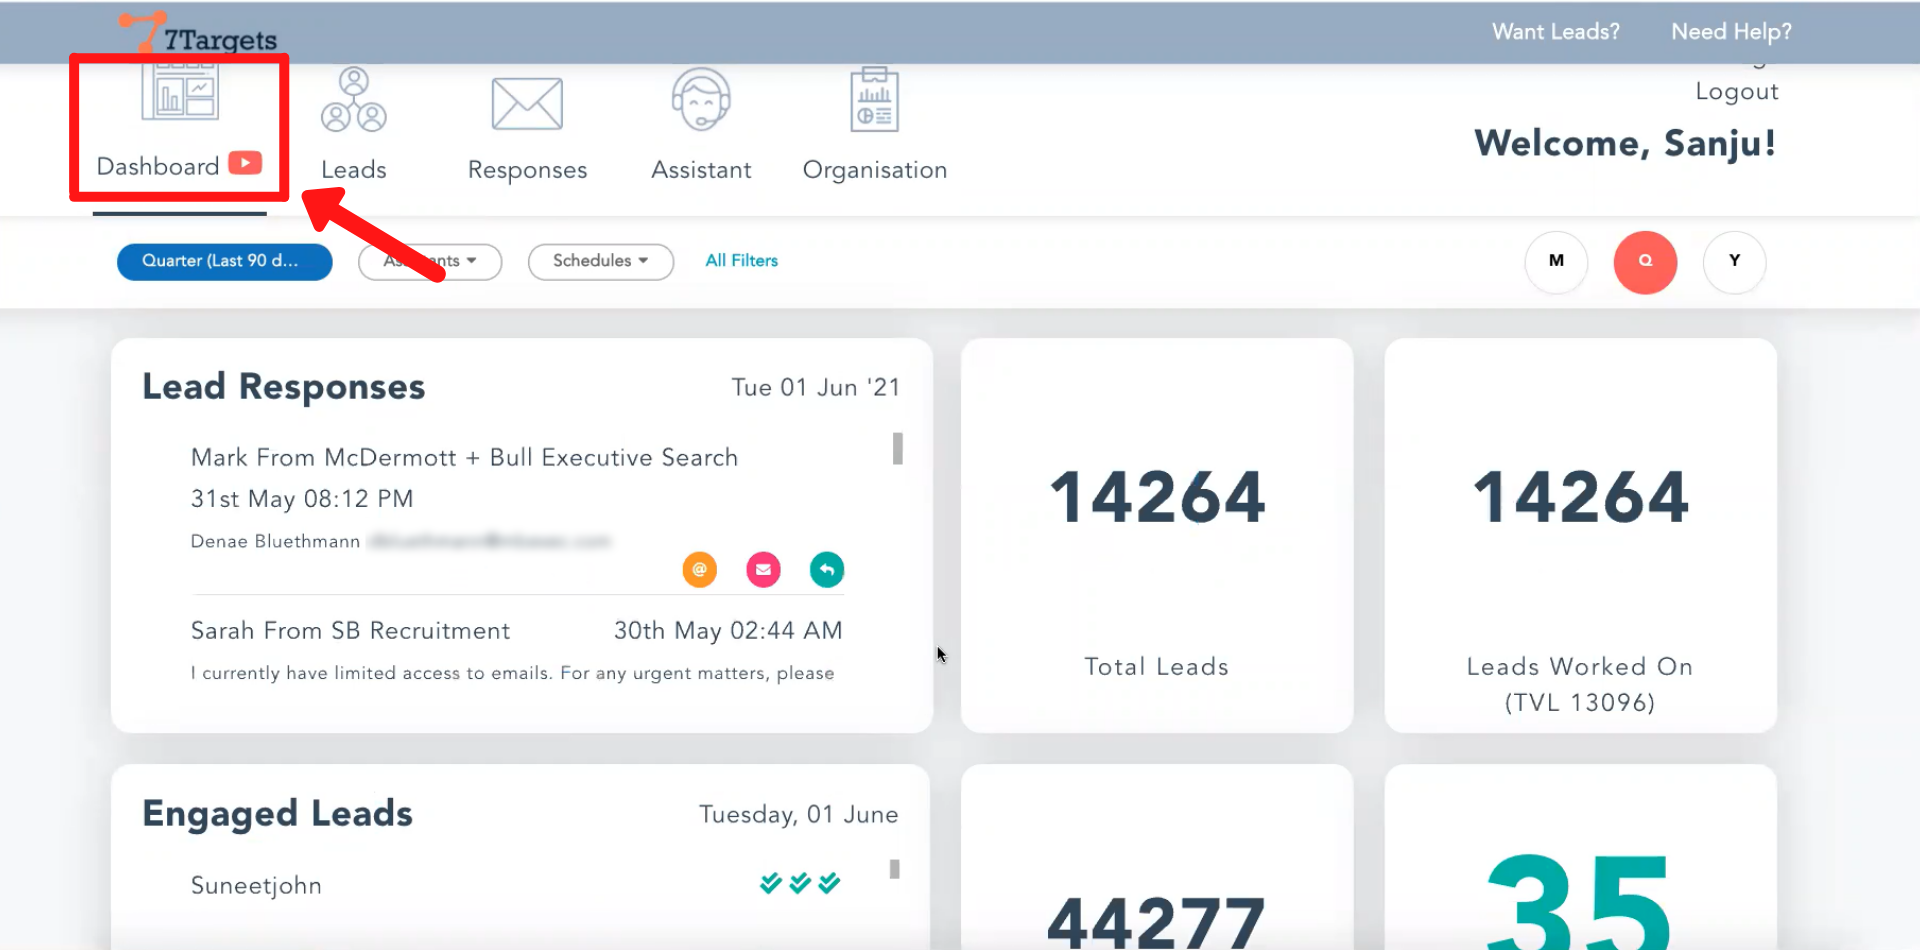 7Targets
Want Leads?
Need Help?
Logout
Welcome, Sanju!
Dashboard
Leads
Responses
Assistant
Organisation
Quarter (Last 90 d...
Schedules
All Filters
M
Q
Y
Lead Responses
Tue 01 Jun '21
Mark From McDermott + Bull Executive Search
31st May 08:12 PM
Denae Bluethmann
@
Sarah From SB Recruitment
30th May 02:44 AM
I currently have limited access to emails. For any urgent matters, please
14264
Total Leads
14264
Leads Worked On
(TVL 13096)
Engaged Leads
Tuesday, 01 June
Suneetjohn
44277
35